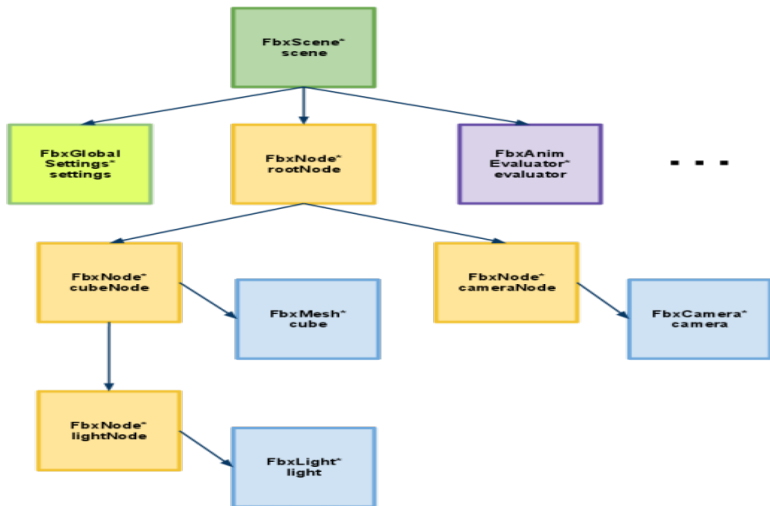 FbxScene*
scene
FbxGlobal
Settings*
settings
FbxNode*
rootNode
FbxAnim
Evaluator*
evaluator
- - -
FbxNode*
cubeNode
FbxMesh*
cube
FbxNode*
cameraNode
FbxCamera*
camera
FbxNode*
lightNode
FbxLight*
light